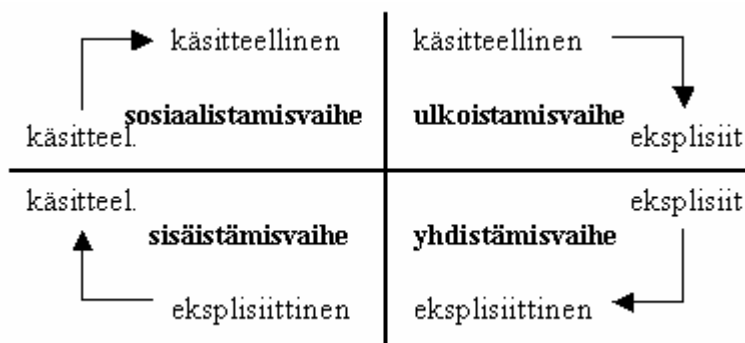 käsitteellinen käsitteellinen
sosiaalistamisvaihe ulkoistamisvaihe
käsitteel. eksplisiit
käsitteel. eksplisiit
sisäistämisvaihe yhdistämisvaihe
eksplisiittinen eksplisiittinen